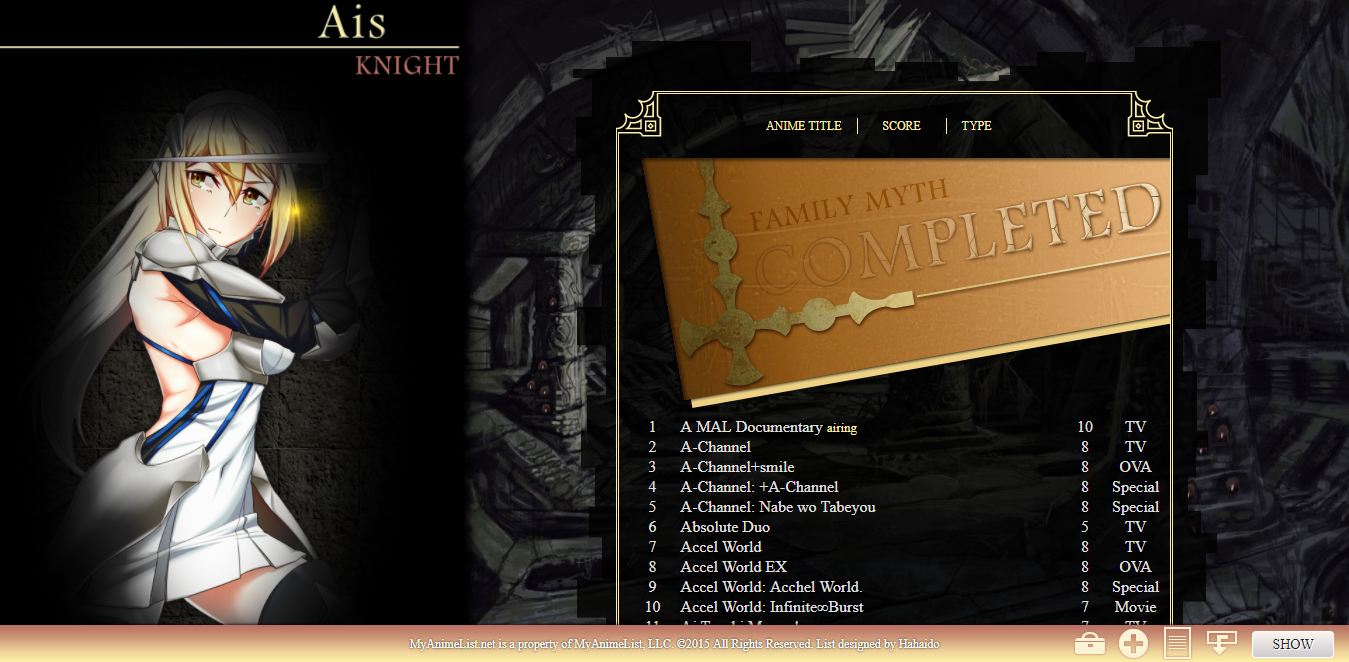 Ais
KNIGHT
ANIME TITLE | SCORE | TYPE
FAMILY MYTH
COMPLETED
1 A MAL Documentary airing 10 TV
2 A-Channel 8 TV
3 A-Channel+smile 8 OVA
4 A-Channel: +A-Channel 8 Special
5 A-Channel: Nabe wo Tabeyou 8 Special
6 Absolute Duo 5 TV
7 Accel World 8 TV
8 Accel World EX 8 OVA
9 Accel World: Acchel World. 8 Special
10 Accel World: Infinite∞Burst 7 Movie
MyAnimeList.net is a property of MyAnimeList, LLC. ©2015 All Rights Reserved. List designed by Hahaido
SHOW